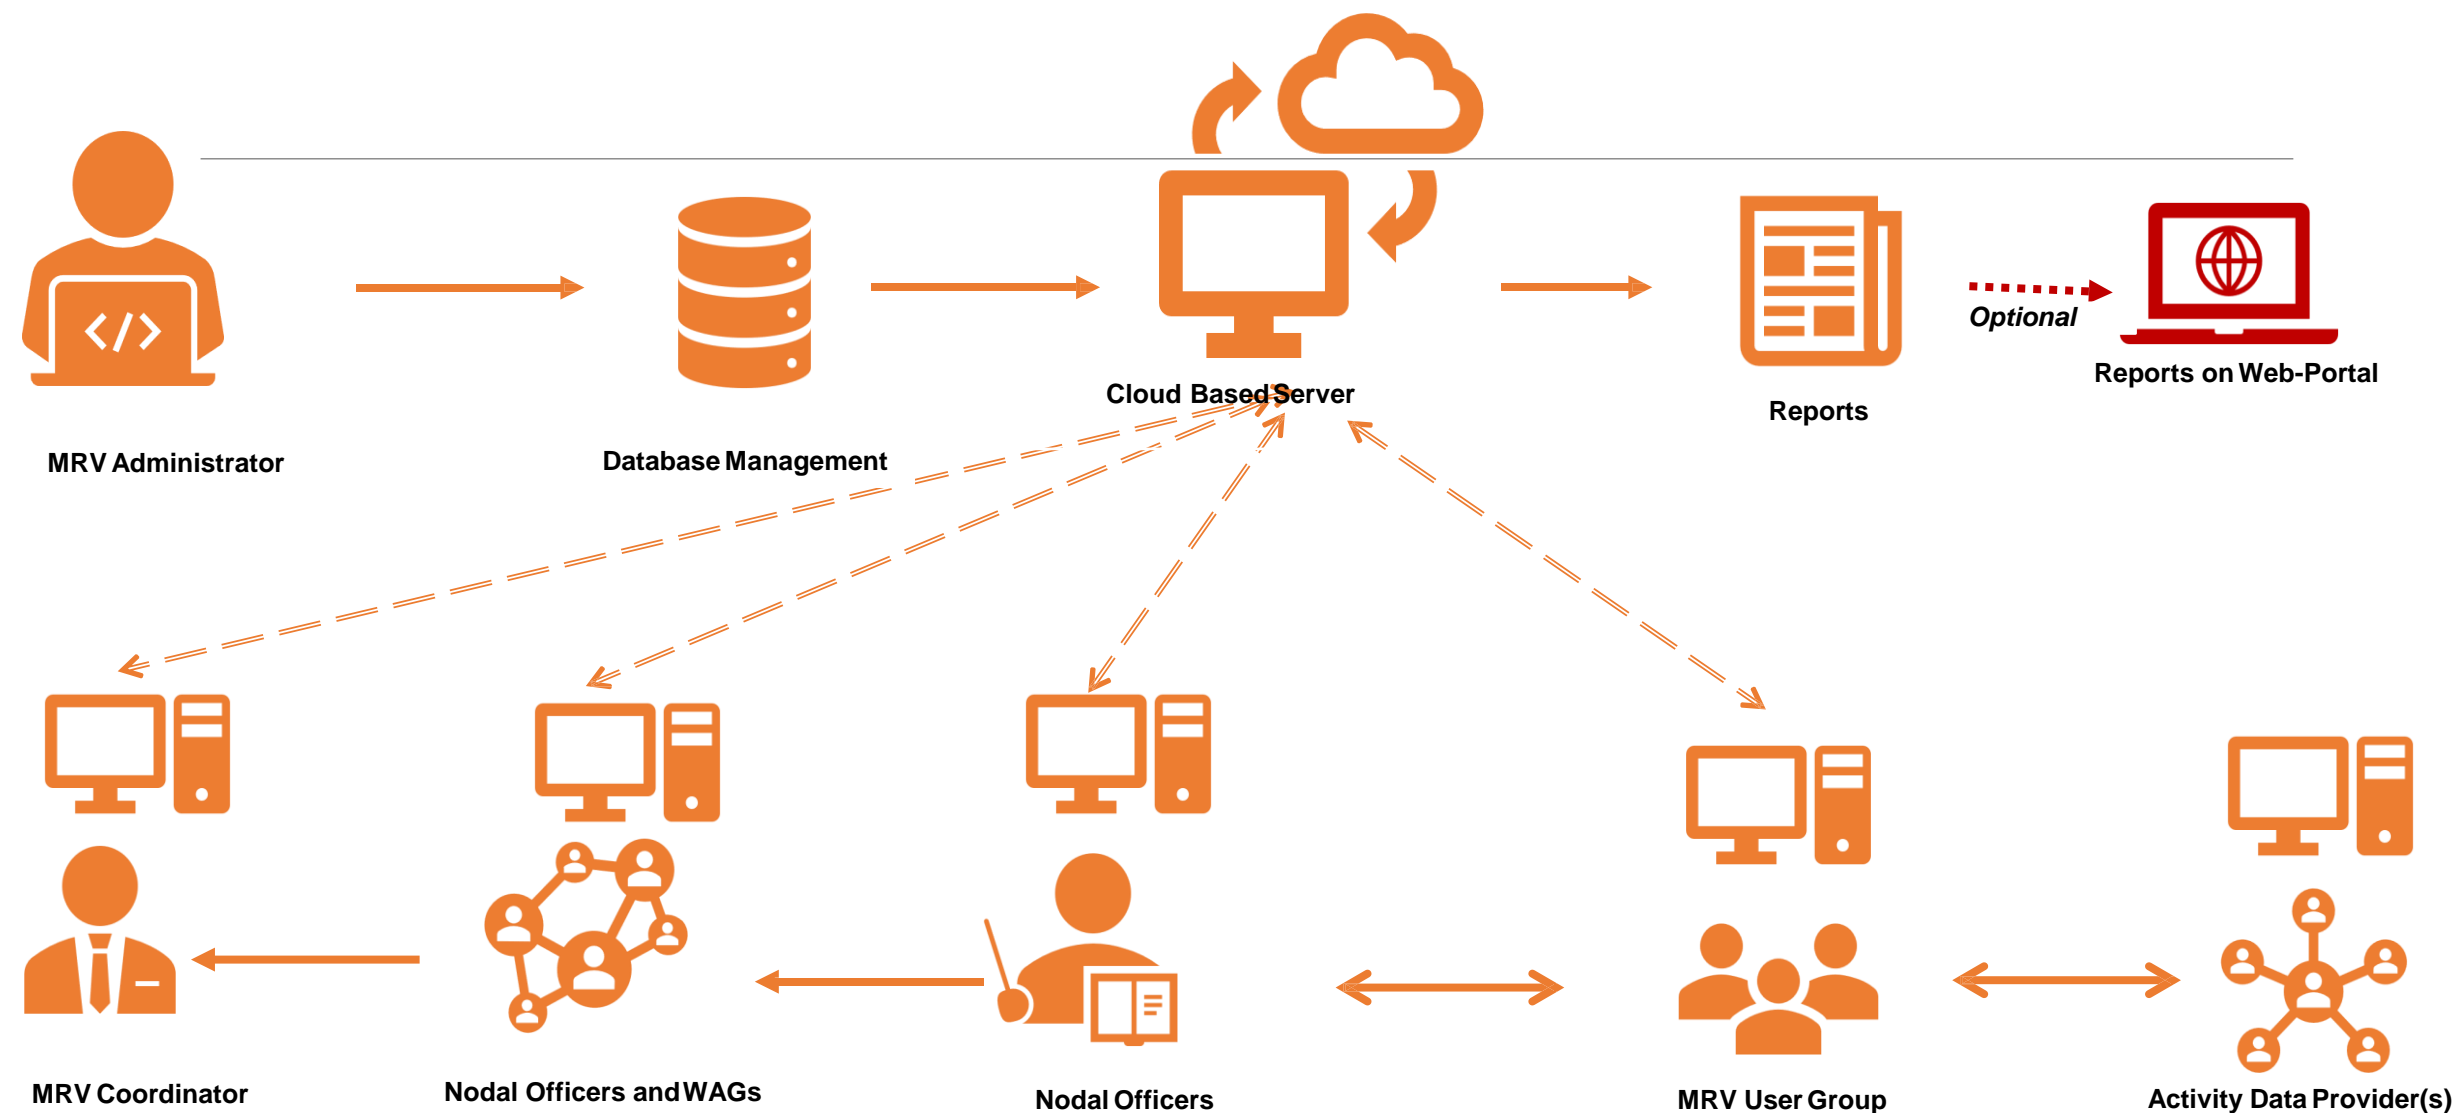 Optional
Reports on Web-Portal
Cloud Based Server
Reports
MRV Administrator
Database Management
</>
MRV Coordinator
Nodal Officers and WAGs
Nodal Officers
MRV User Group
Activity Data Provider(s)